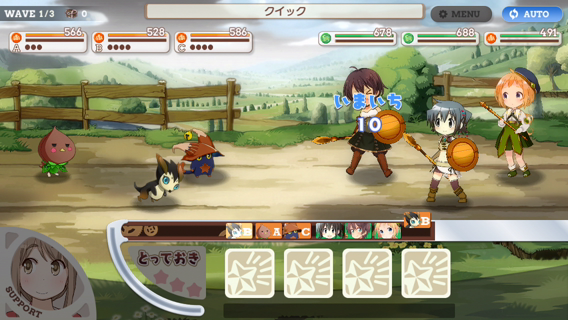 WAVE 1/3
0
クイック
MENU
AUTO
566
A
528
B
586
C
678
688
491
いまいち
10
B
A
C
B
とっておき
SUPPORT